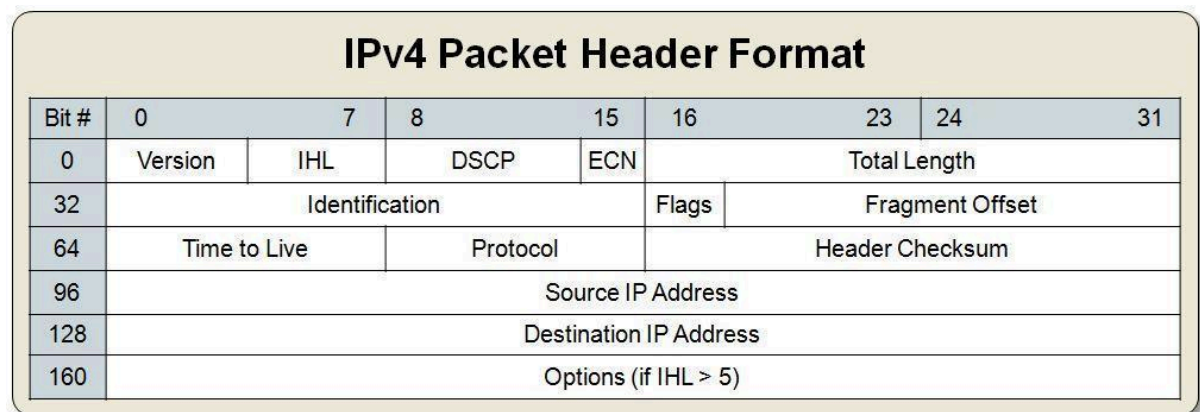 IPv4 Packet Header Format
Bit # 0 7 8 15 16 23 24 31
0 Version IHL DSCP ECN Total Length
32 Identification Flags Fragment Offset
64 Time to Live Protocol Header Checksum
96 Source IP Address
128 Destination IP Address
160 Options (if IHL > 5)